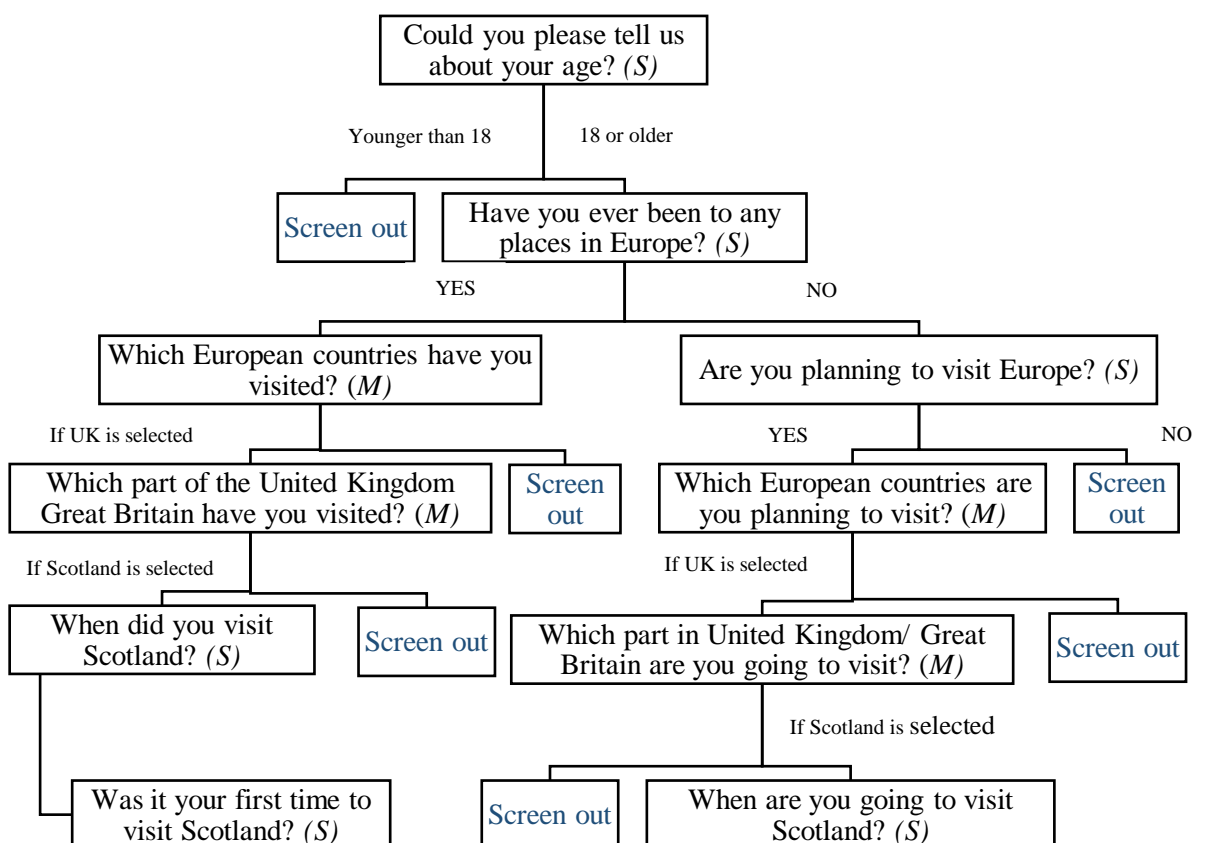 Could you please tell us
about your age? (S)
Younger than 18
18 or older
Screen out
Have you ever been to any
places in Europe? (S)
YES
NO
Which European countries have you
visited? (M)
Are you planning to visit Europe? (S)
If UK is selected
YES
NO
Which part of the United Kingdom
Great Britain have you visited? (M)
Screen
out
Which European countries are
you planning to visit? (M)
Screen
out
If Scotland is selected
If UK is selected
When did you visit
Scotland? (S)
Screen out
Which part in United Kingdom/ Great
Britain are you going to visit? (M)
Screen out
If Scotland is selected
Was it your first time to
visit Scotland? (S)
Screen out
When are you going to visit
Scotland? (S)